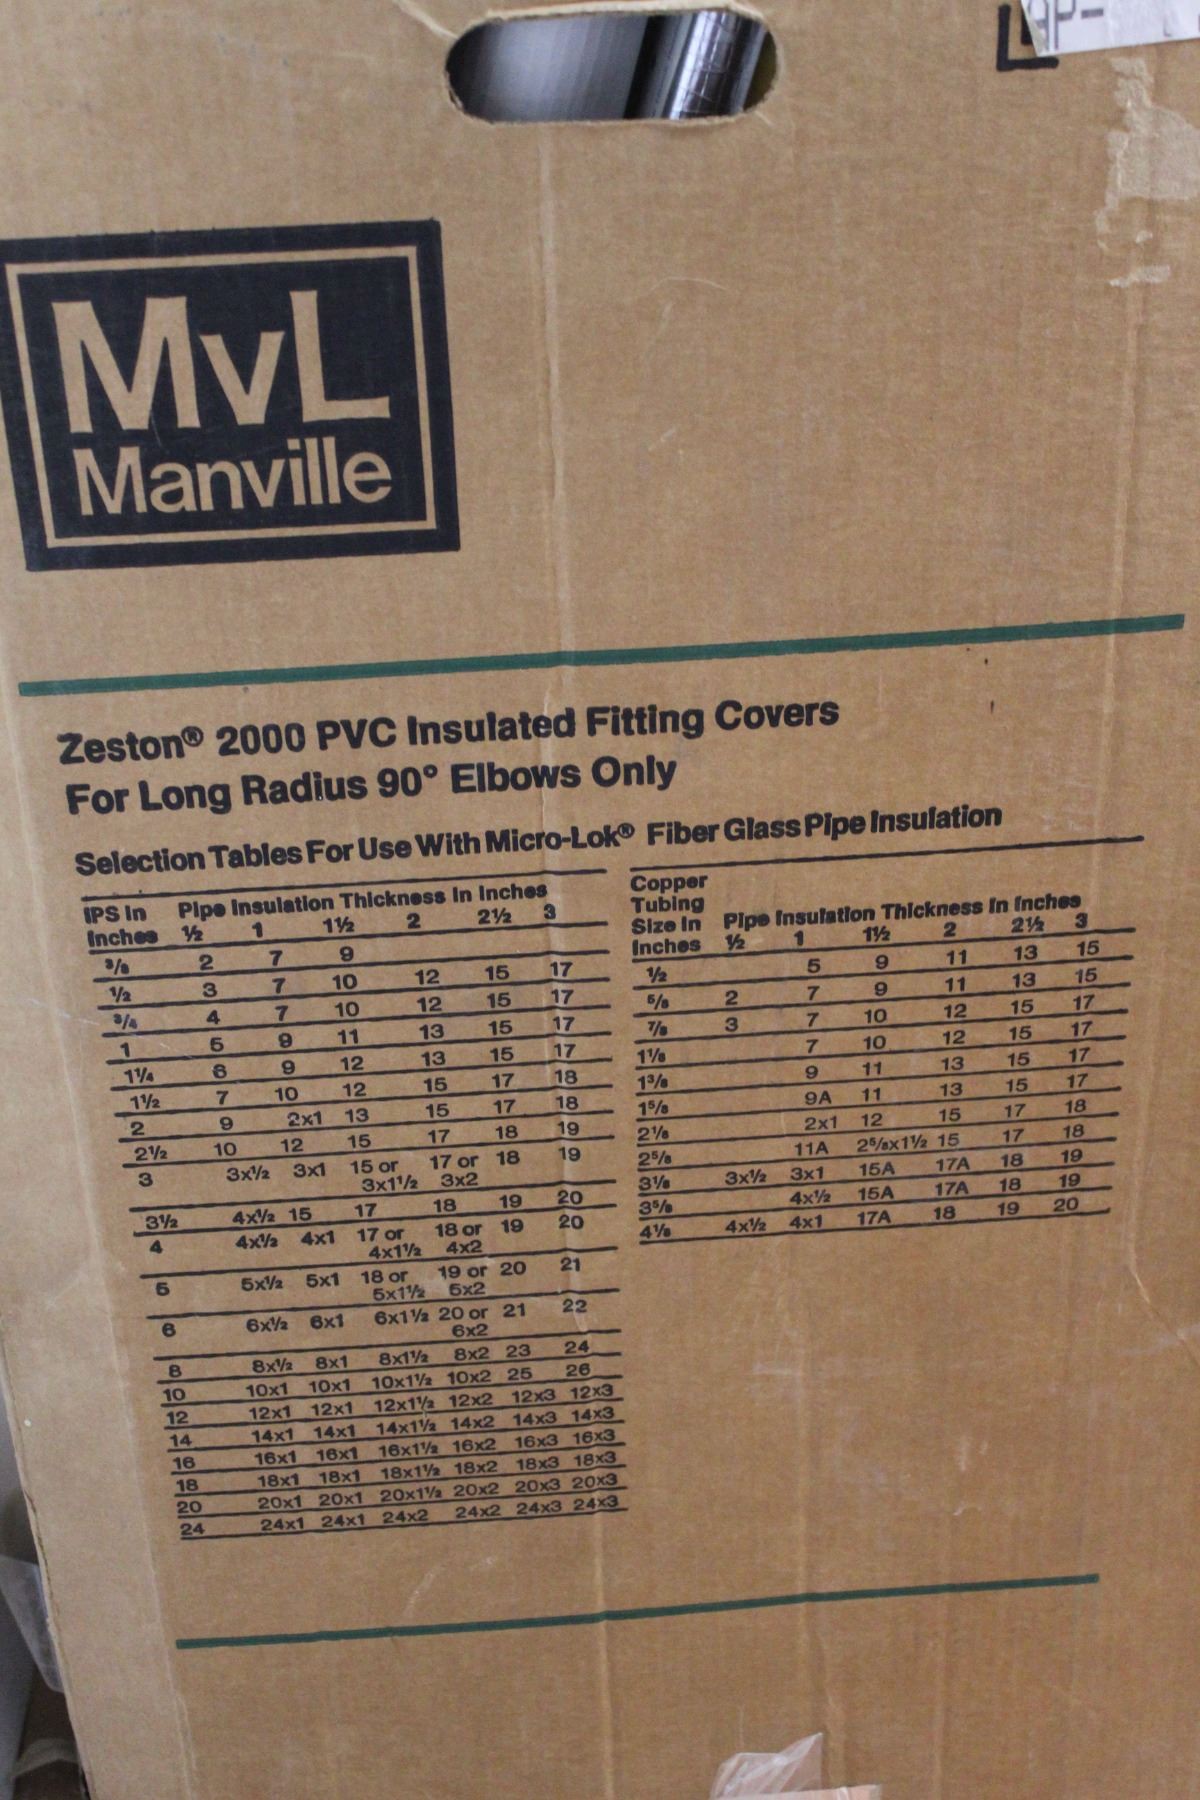 AP-
MvL
Manville
Zeston® 2000 PVC Insulated Fitting Covers
For Long Radius 90° Elbows Only
Selection Tables For Use With Micro-Lok® Fiber Glass Pipe Insulation
IPS In Pipe Insulation Thickness In Inches
Inches ½ 1 1½ 2 2½ 3
⅜ 2 7 9
½ 3 7 10 12 15 17
¾ 4 7 10 12 15 17
1 5 9 11 13 15 17
1¼ 6 9 12 13 15 17
1½ 7 10 12 15 17 18
2 9 2x1 13 15 17 18
2½ 10 12 15 17 18 19
3 3x½ 3x1 15 or 17 or 18 19
3x1½ 3x2
3½ 4x½ 15 17 18 19 20
4 4x½ 4x1 17 or 18 or 19 20
4x1½ 4x2
5 5x½ 5x1 18 or 19 or 20 21
5x1½ 5x2
6 6x½ 6x1 6x1½ 20 or 21 22
6x2
8 8x½ 8x1 8x1½ 8x2 23 24
10 10x1 10x1 10x1½ 10x2 25 26
12 12x1 12x1 12x1½ 12x2 12x3 12x3
14 14x1 14x1 14x1½ 14x2 14x3 14x3
16 16x1 16x1 16x1½ 16x2 16x3 16x3
18 18x1 18x1 18x1½ 18x2 18x3 18x3
20 20x1 20x1 20x1½ 20x2 20x3 20x3
24 24x1 24x1 24x2 24x2 24x3 24x3
Copper
Tubing
Size In Pipe Insulation Thickness In Inches
Inches ½ 1 1½ 2 2½ 3
½ 5 9 11 13 15
⅝ 2 7 9 11 13 15
⅞ 3 7 10 12 15 17
1⅛ 7 10 12 15 17
1⅜ 9 11 13 15 17
1⅝ 9A 11 13 15 17
2⅛ 2x1 12 15 17 18
2⅝ 11A 2⅝x1½ 15 17 18
3⅛ 3x½ 3x1 15A 17A 18 19
3⅝ 4x½ 15A 17A 18 19
4⅛ 4x½ 4x1 17A 18 19 20